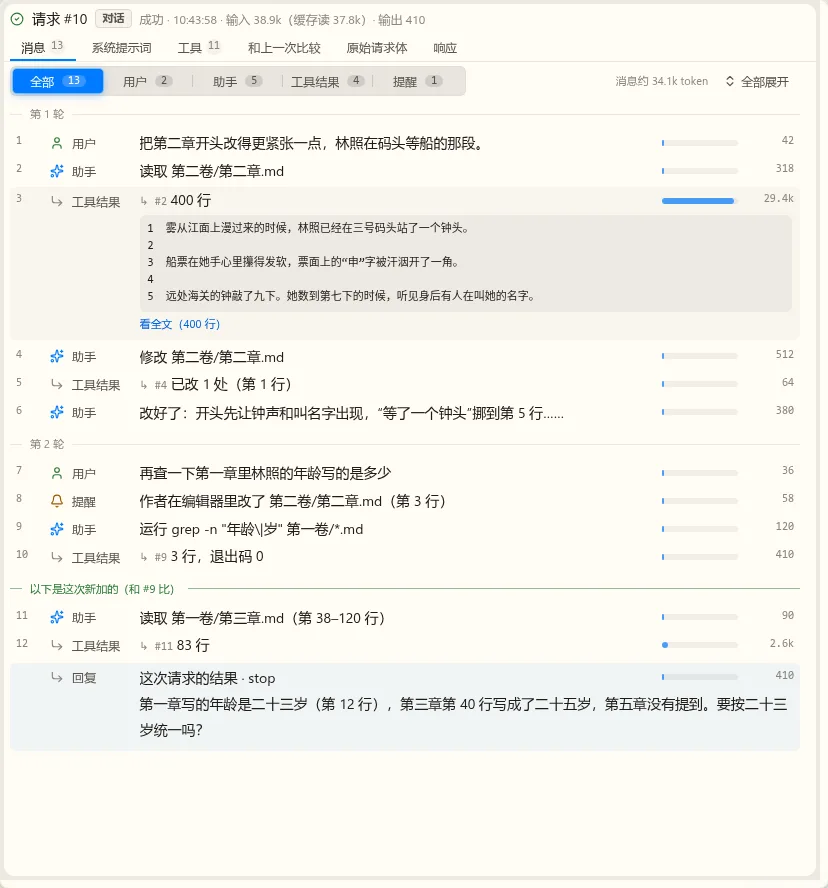 请求 #10 对话 成功 · 10:43:58 · 输入 38.9k（缓存读 37.8k）· 输出 410
消息 13 系统提示词 工具 11 和上一次比较 原始请求体 响应
全部 13 用户 2 助手 5 工具结果 4 提醒 1 消息约 34.1k token 全部展开
第 1 轮
1 用户 把第二章开头改得更紧张一点，林照在码头等船的那段。 42
2 助手 读取 第二卷/第二章.md 318
3 工具结果 ↳ #2 400 行 29.4k
1 雾从江面上漫过来的时候，林照已经在三号码头站了一个钟头。
2
3 船票在她手心里攥得发软，票面上的“申”字被汗洇开了一角。
4
5 远处海关的钟敲了九下。她数到第七下的时候，听见身后有人在叫她的名字。
看全文（400 行）
4 助手 修改 第二卷/第二章.md 512
5 工具结果 ↳ #4 已改 1 处（第 1 行） 64
6 助手 改好了：开头先让钟声和叫名字出现，“等了一个钟头”挪到第 5 行…… 380
第 2 轮
7 用户 再查一下第一章里林照的年龄写的是多少 36
8 提醒 作者在编辑器里改了 第二卷/第二章.md（第 3 行） 58
9 助手 运行 grep -n "年龄\|岁" 第一卷/*.md 120
10 工具结果 ↳ #9 3 行，退出码 0 410
以下是这次新加的（和 #9 比）
11 助手 读取 第一卷/第三章.md（第 38–120 行） 90
12 工具结果 ↳ #11 83 行 2.6k
回复 这次请求的结果 · stop 410
第一章写的年龄是二十三岁（第 12 行），第三章第 40 行写成了二十五岁，第五章没有提到。要按二十三
岁统一吗？